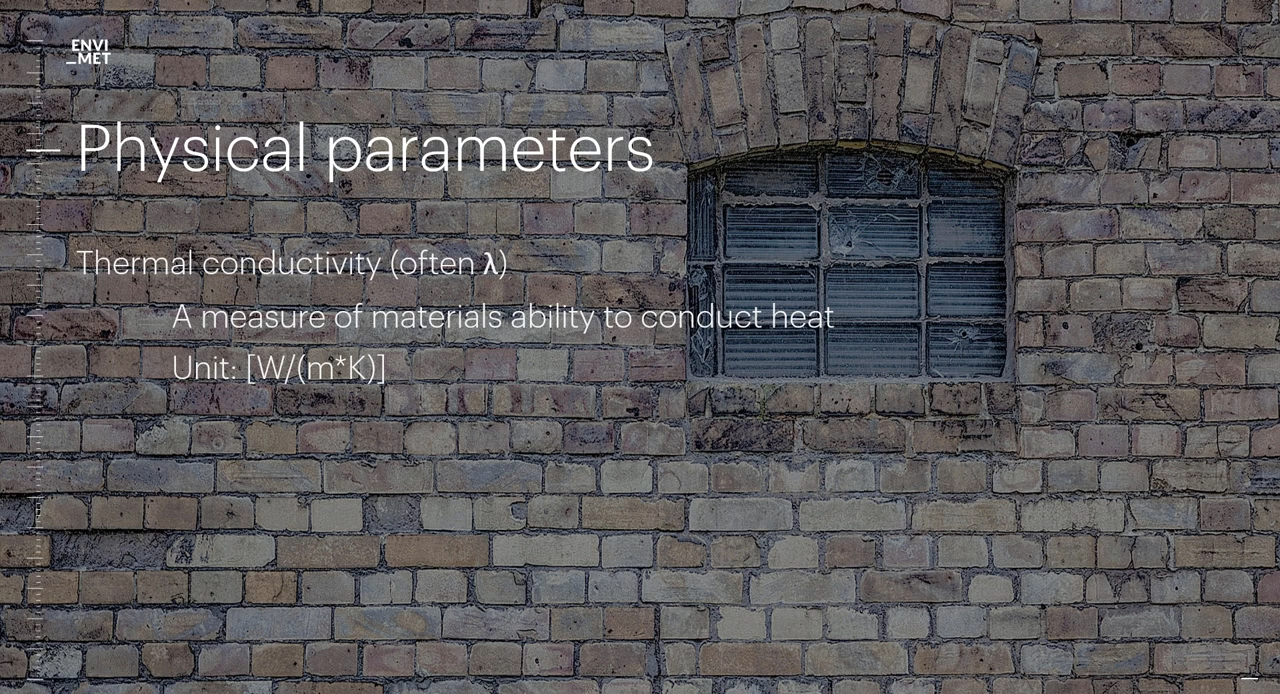 ENVI
_MET
Physical parameters
Thermal conductivity (often λ)
A measure of materials ability to conduct heat
Unit: [W/(m*K)]